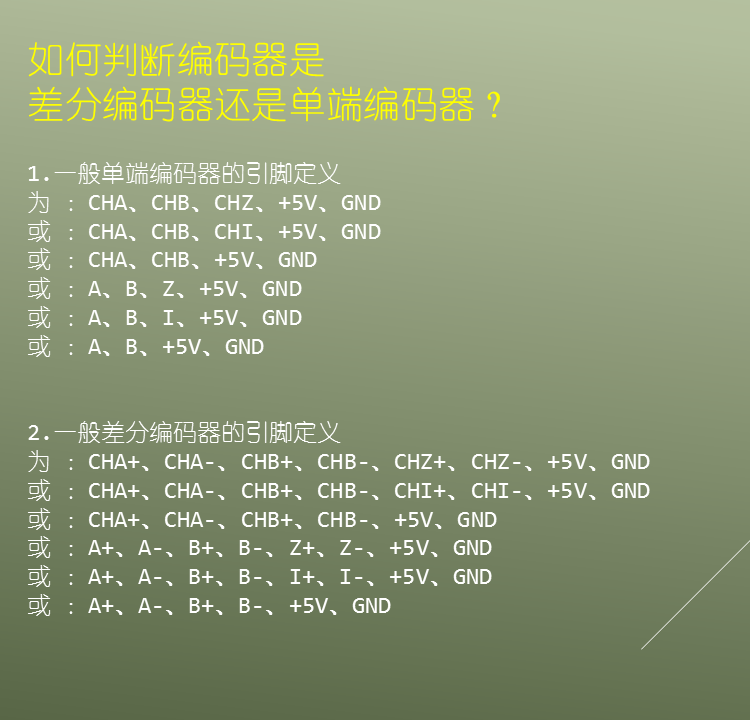 如何判断编码器是
差分编码器还是单端编码器？
1.一般单端编码器的引脚定义
为 : CHA、CHB、CHZ、+5V、GND
或 : CHA、CHB、CHI、+5V、GND
或 : CHA、CHB、+5V、GND
或 : A、B、Z、+5V、GND
或 : A、B、I、+5V、GND
或 : A、B、+5V、GND
2.一般差分编码器的引脚定义
为 : CHA+、CHA-、CHB+、CHB-、CHZ+、CHZ-、+5V、GND
或 : CHA+、CHA-、CHB+、CHB-、CHI+、CHI-、+5V、GND
或 : CHA+、CHA-、CHB+、CHB-、+5V、GND
或 : A+、A-、B+、B-、Z+、Z-、+5V、GND
或 : A+、A-、B+、B-、I+、I-、+5V、GND
或 : A+、A-、B+、B-、+5V、GND